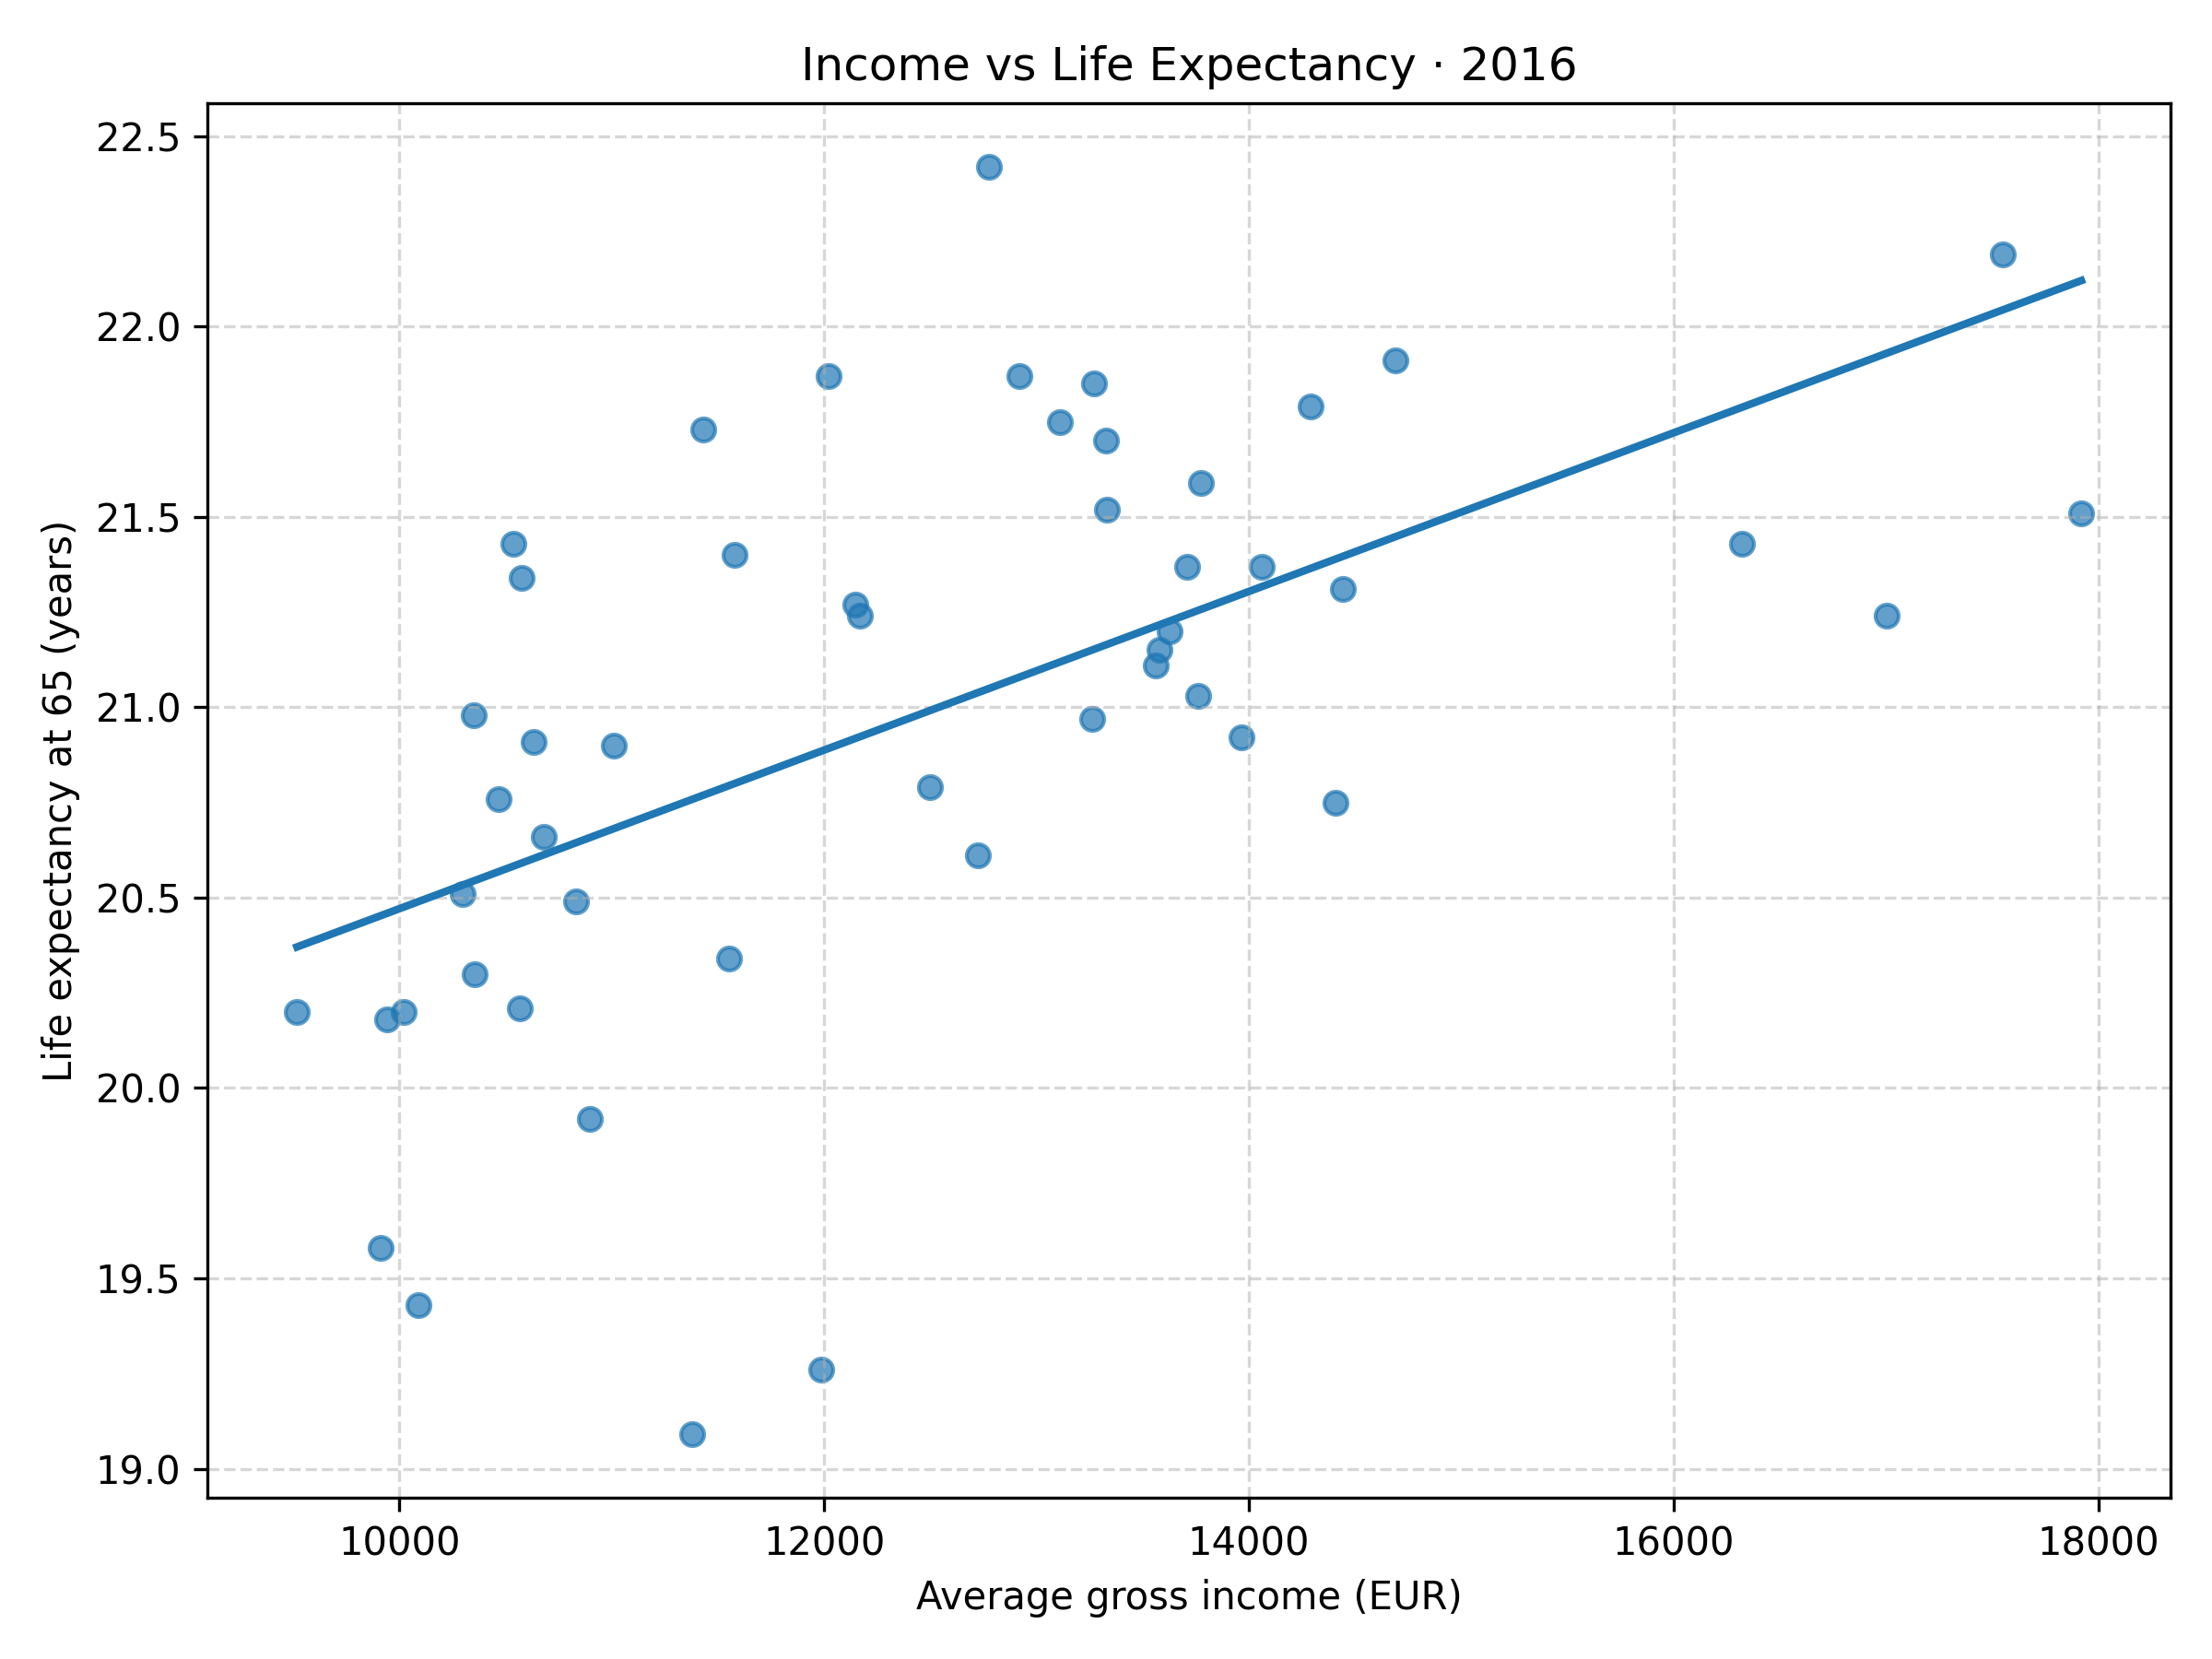 Income vs Life Expectancy · 2016
22.5
22.0
21.5
21.0
20.5
20.0
19.5
19.0
Life expectancy at 65 (years)
10000 12000 14000 16000 18000
Average gross income (EUR)